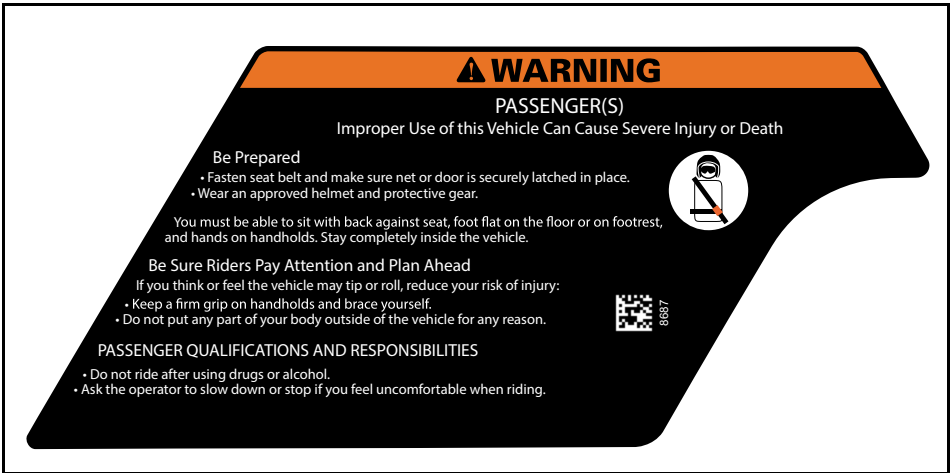 WARNING
PASSENGER(S)
Improper Use of this Vehicle Can Cause Severe Injury or Death
Be Prepared
• Fasten seat belt and make sure net or door is securely latched in place.
• Wear an approved helmet and protective gear.
You must be able to sit with back against seat, foot flat on the floor or on footrest,
and hands on handholds. Stay completely inside the vehicle.
Be Sure Riders Pay Attention and Plan Ahead
If you think or feel the vehicle may tip or roll, reduce your risk of injury:
• Keep a firm grip on handholds and brace yourself.
• Do not put any part of your body outside of the vehicle for any reason.
8687
PASSENGER QUALIFICATIONS AND RESPONSIBILITIES
• Do not ride after using drugs or alcohol.
• Ask the operator to slow down or stop if you feel uncomfortable when riding.